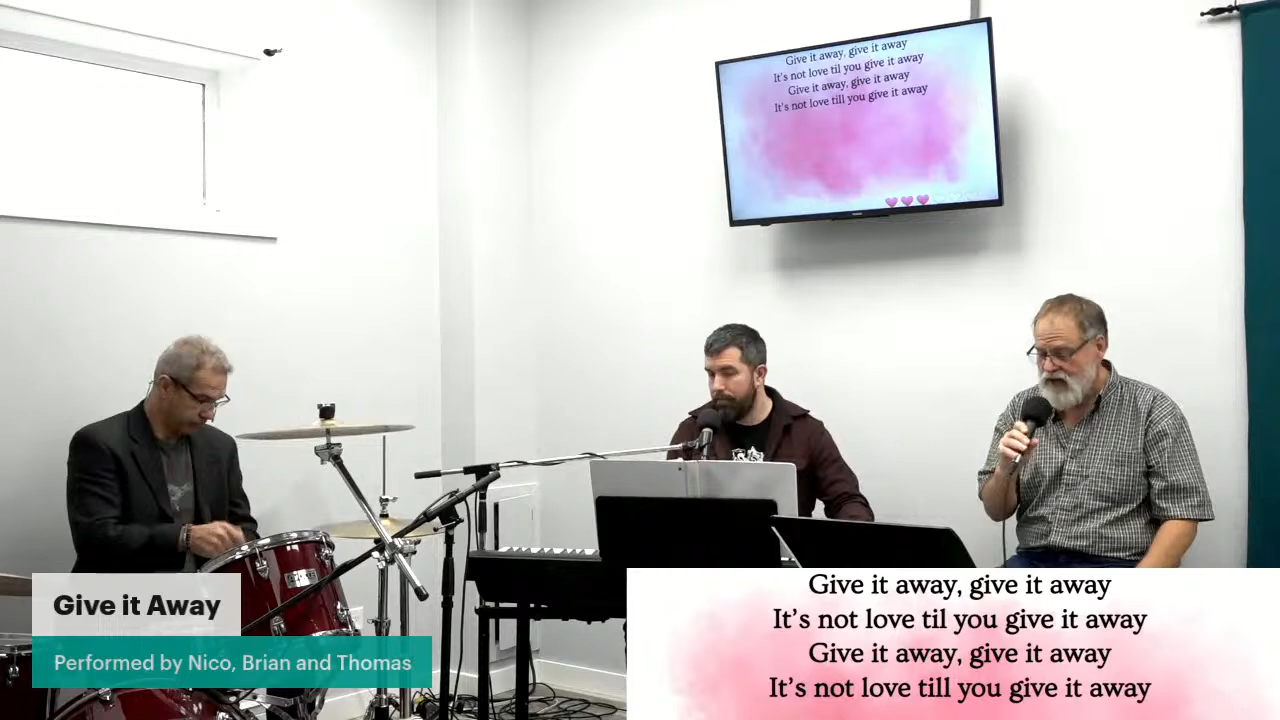 Give it away, give it away
It's not love til you give it away
Give it away, give it away
It's not love till you give it away
Give it Away
Performed by Nico, Brian and Thomas
Give it away, give it away
It's not love til you give it away
Give it away, give it away
It's not love till you give it away